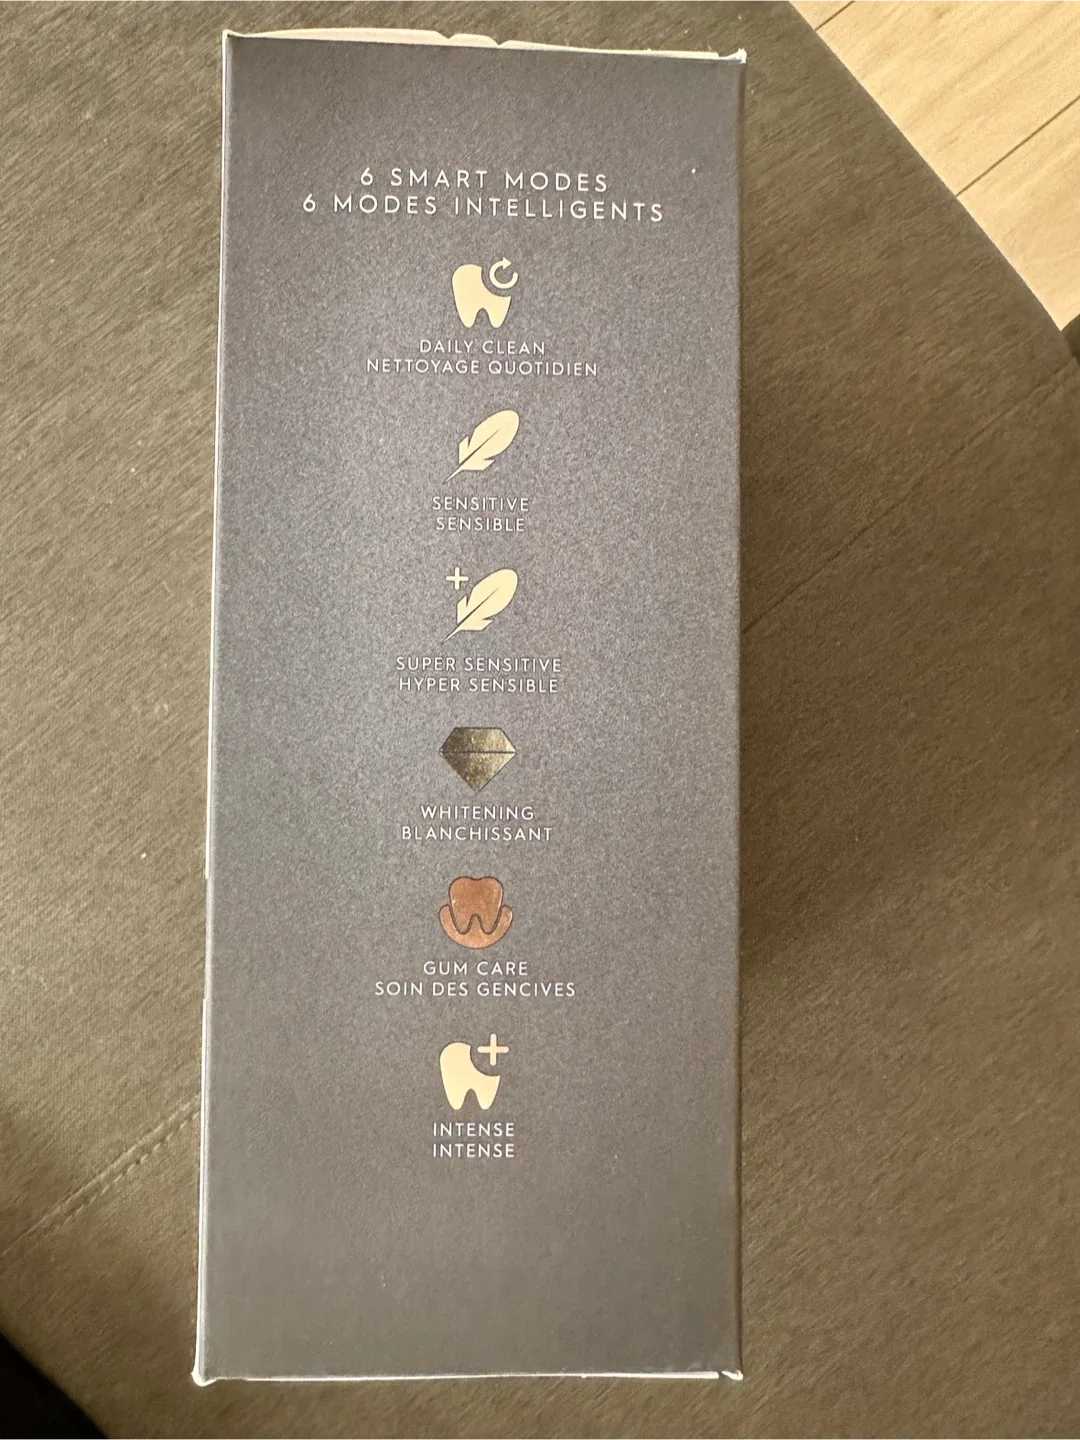 6 SMART MODES
6 MODES INTELLIGENTS
DAILY CLEAN
NETTOYAGE QUOTIDIEN
SENSITIVE
SENSIBLE
SUPER SENSITIVE
HYPER SENSIBLE
WHITENING
BLANCHISSANT
GUM CARE
SOIN DES GENCIVES
INTENSE
INTENSE